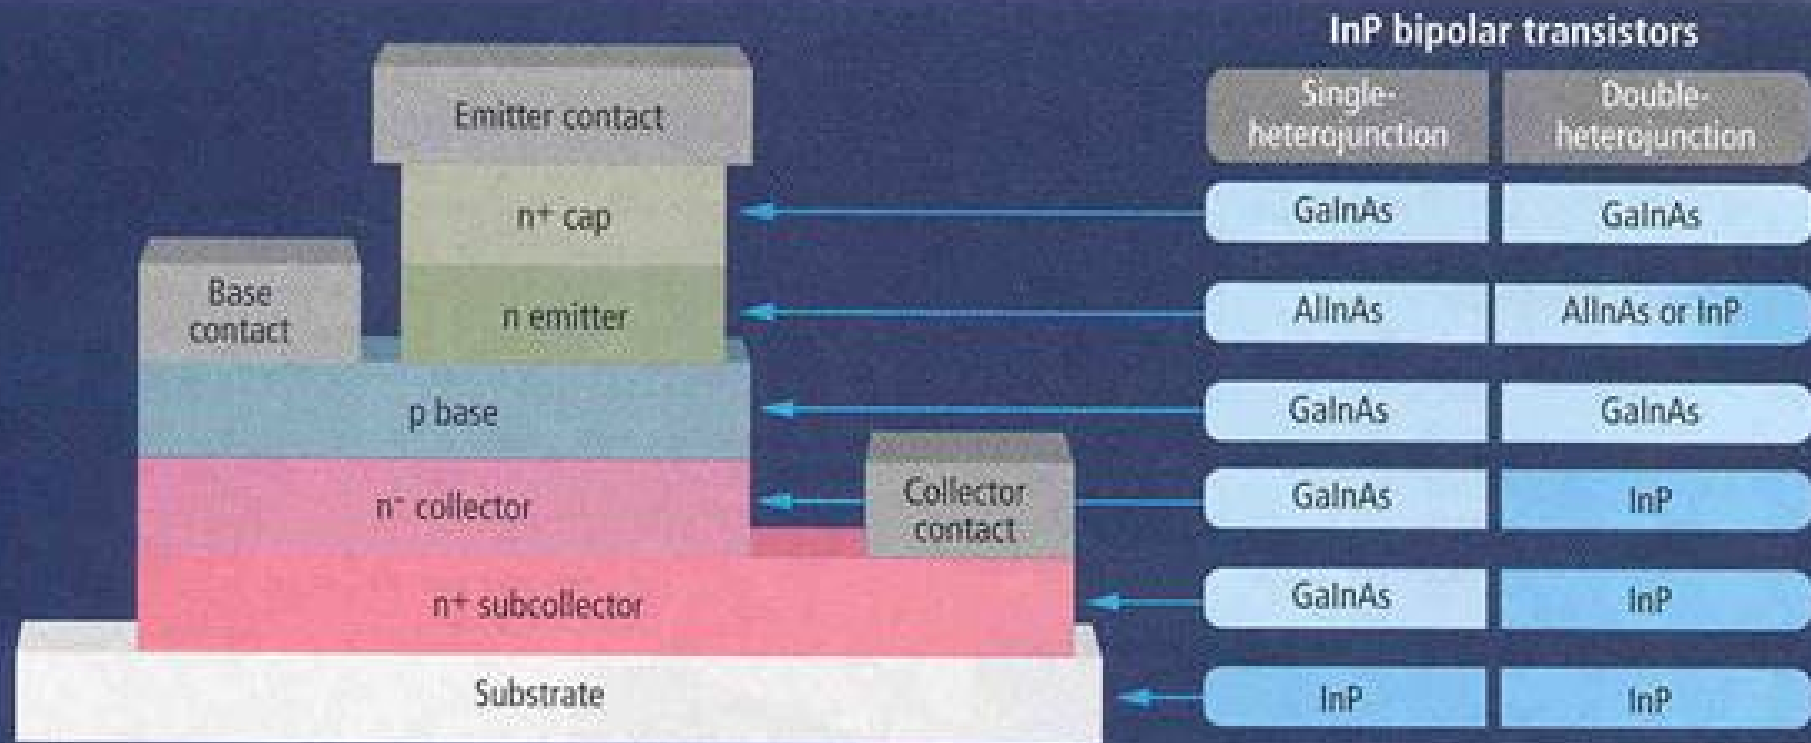 InP bipolar transistors
Single-
heterojunction
Double-
heterojunction
Emitter contact
n+ cap
GaInAs
GaInAs
Base
contact
n emitter
AlInAs
AlInAs or InP
p base
GaInAs
GaInAs
n- collector
Collector
contact
GaInAs
InP
n+ subcollector
GaInAs
InP
Substrate
InP
InP